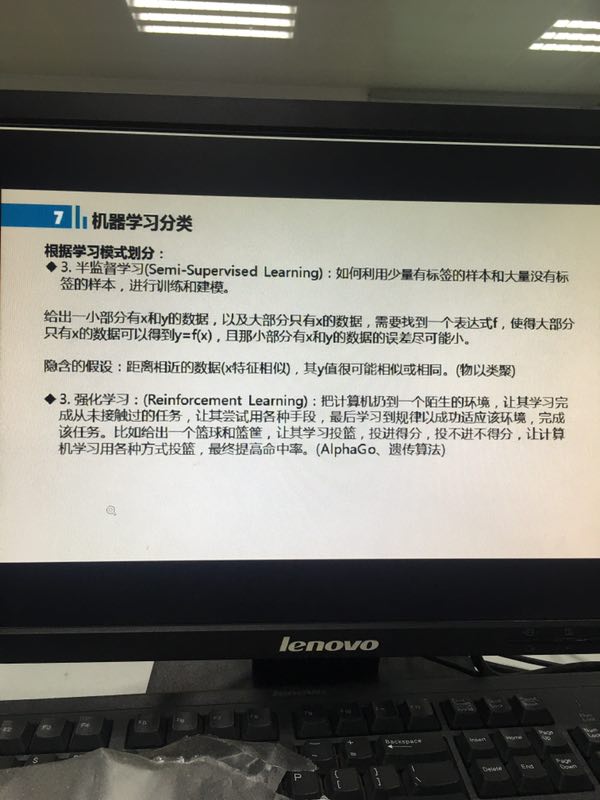 7 机器学习分类
根据学习模式划分：
◆ 3. 半监督学习(Semi-Supervised Learning)：如何利用少量有标签的样本和大量没有标
签的样本，进行训练和建模。
给出一小部分有x和y的数据，以及大部分只有x的数据，需要找到一个表达式f，使得大部分
只有x的数据可以得到y=f(x)，且那小部分有x和y的数据的误差尽可能小。
隐含的假设：距离相近的数据(x特征相似)，其y值很可能相似或相同。(物以类聚)
◆ 3. 强化学习：(Reinforcement Learning)：把计算机扔到一个陌生的环境，让其学习完
成从未接触过的任务，让其尝试用各种手段，最后学习到规律以成功适应该环境，完成
该任务。比如给出一个篮球和篮筐，让其学习投篮，投进得分，投不进不得分，让计算
机学习用各种方式投篮，最终提高命中率。(AlphaGo、遗传算法)
lenovo
Backspace
Insert Home Page Up
Delete End Page Down
S
P { }
[ ]